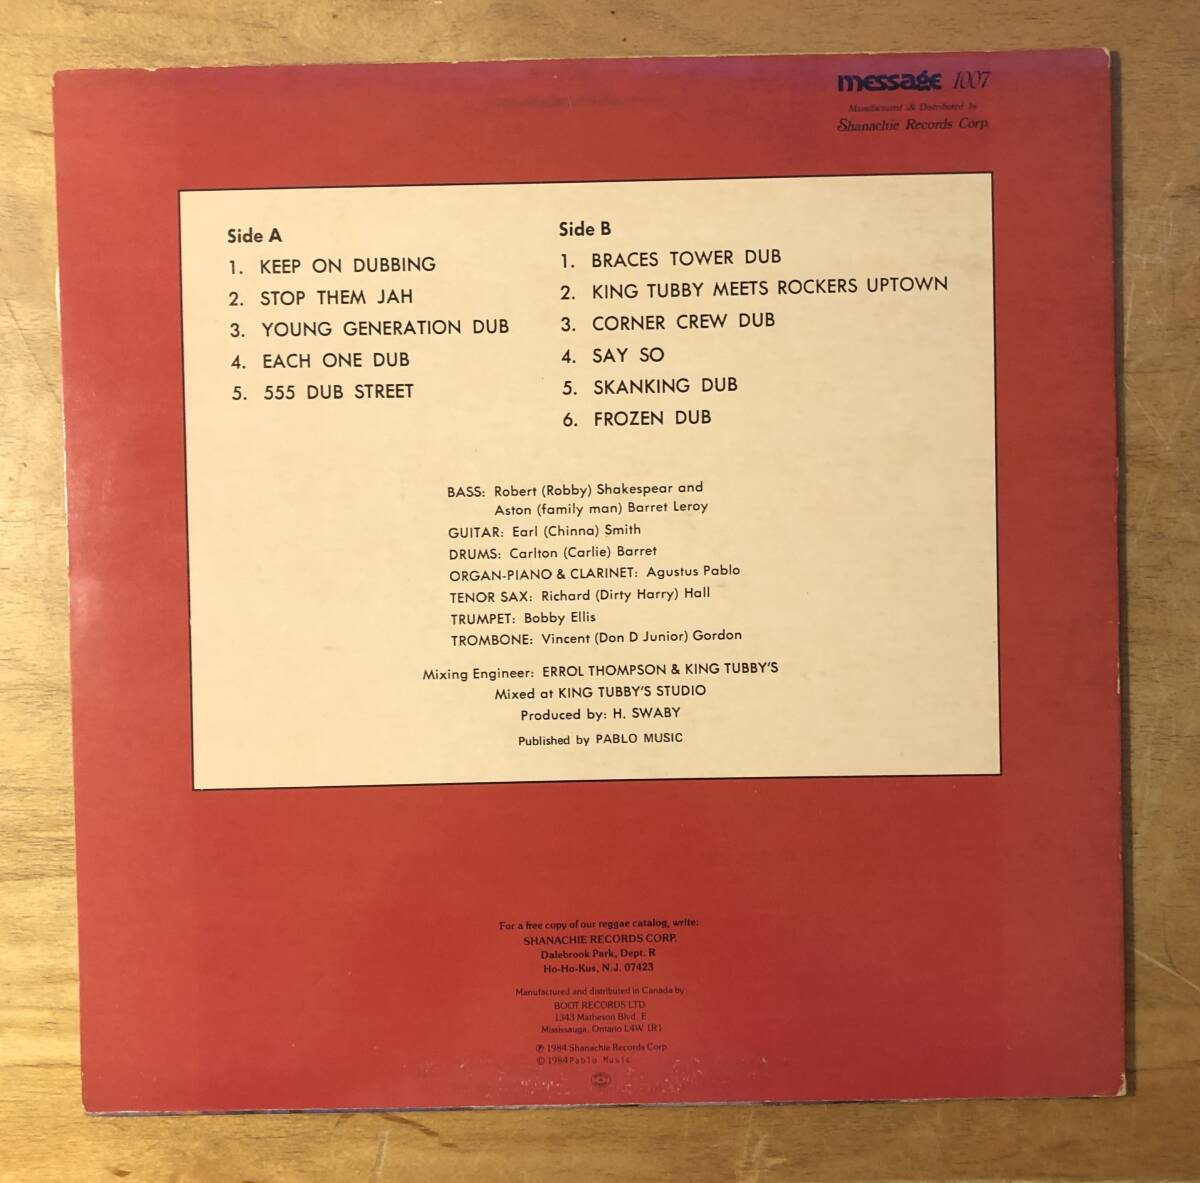 message 1007
Manufactured & Distributed by
Shanachie Records Corp.
Side A
1. KEEP ON DUBBING
2. STOP THEM JAH
3. YOUNG GENERATION DUB
4. EACH ONE DUB
5. 555 DUB STREET
Side B
1. BRACES TOWER DUB
2. KING TUBBY MEETS ROCKERS UPTOWN
3. CORNER CREW DUB
4. SAY SO
5. SKANKING DUB
6. FROZEN DUB
BASS: Robert (Robby) Shakespear and
Aston (family man) Barret Leroy
GUITAR: Earl (Chinna) Smith
DRUMS: Carlton (Carlie) Barret
ORGAN-PIANO & CLARINET: Agustus Pablo
TENOR SAX: Richard (Dirty Harry) Hall
TRUMPET: Bobby Ellis
TROMBONE: Vincent (Don D Junior) Gordon
Mixing Engineer: ERROL THOMPSON & KING TUBBY'S
Mixed at KING TUBBY'S STUDIO
Produced by: H. SWABY
Published by PABLO MUSIC
For a free copy of our reggae catalog, write:
SHANACHIE RECORDS CORP.
Dalebrook Park, Dept. R
Ho-Ho-Kus, N.J. 07423
Manufactured and distributed in Canada by
BOOT RECORDS LTD.
1343 Matheson Blvd. E.
Mississauga, Ontario L4W 1R1
℗ 1984 Shanachie Records Corp.
© 1984 Pablo Music